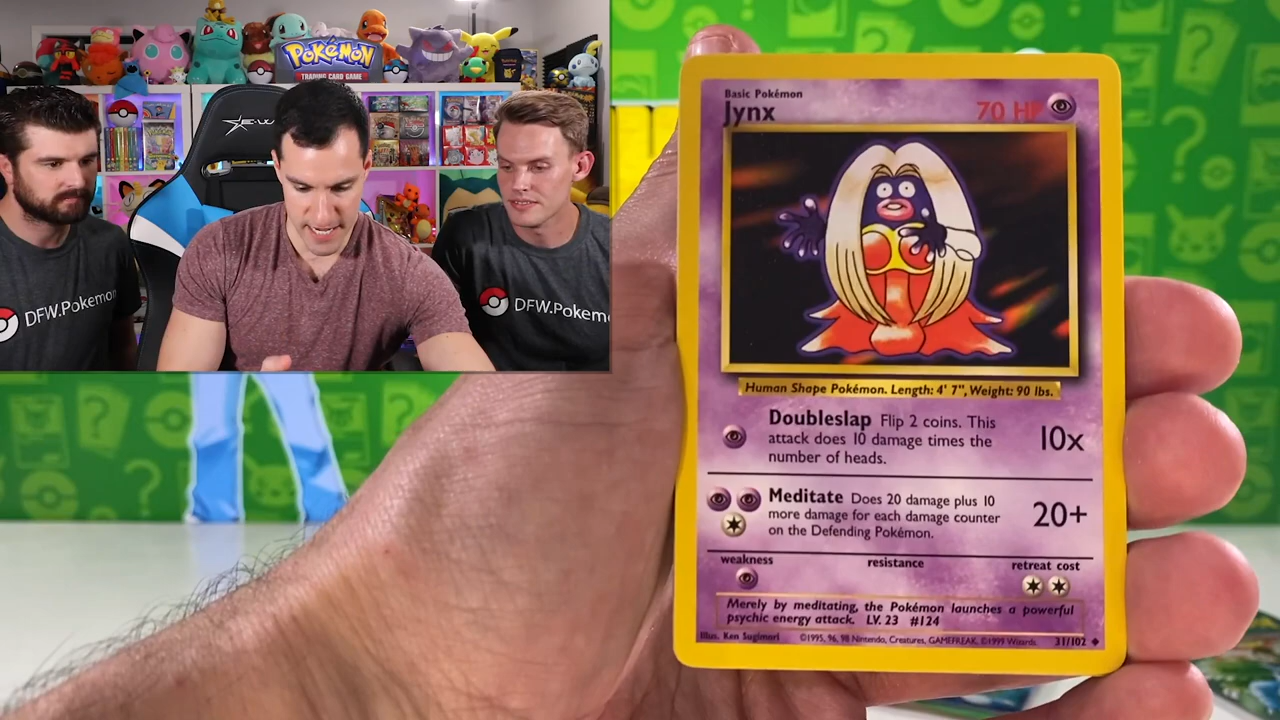 Pokémon
TRADING CARD GAME
DFW.Pokemon
DFW.Pokem
Basic Pokémon
Jynx
70 HP
Human Shape Pokémon. Length: 4' 7", Weight: 90 lbs.
Doubleslap Flip 2 coins. This
attack does 10 damage times the
number of heads.
10x
Meditate Does 20 damage plus 10
more damage for each damage counter
on the Defending Pokémon.
20+
weakness
resistance
retreat cost
Merely by meditating, the Pokémon launches a powerful
psychic energy attack. LV. 23 #124
Illus. Ken Sugimori
©1995, 96, 98 Nintendo, Creatures, GAMEFREAK. ©1999 Wizards.
31/102